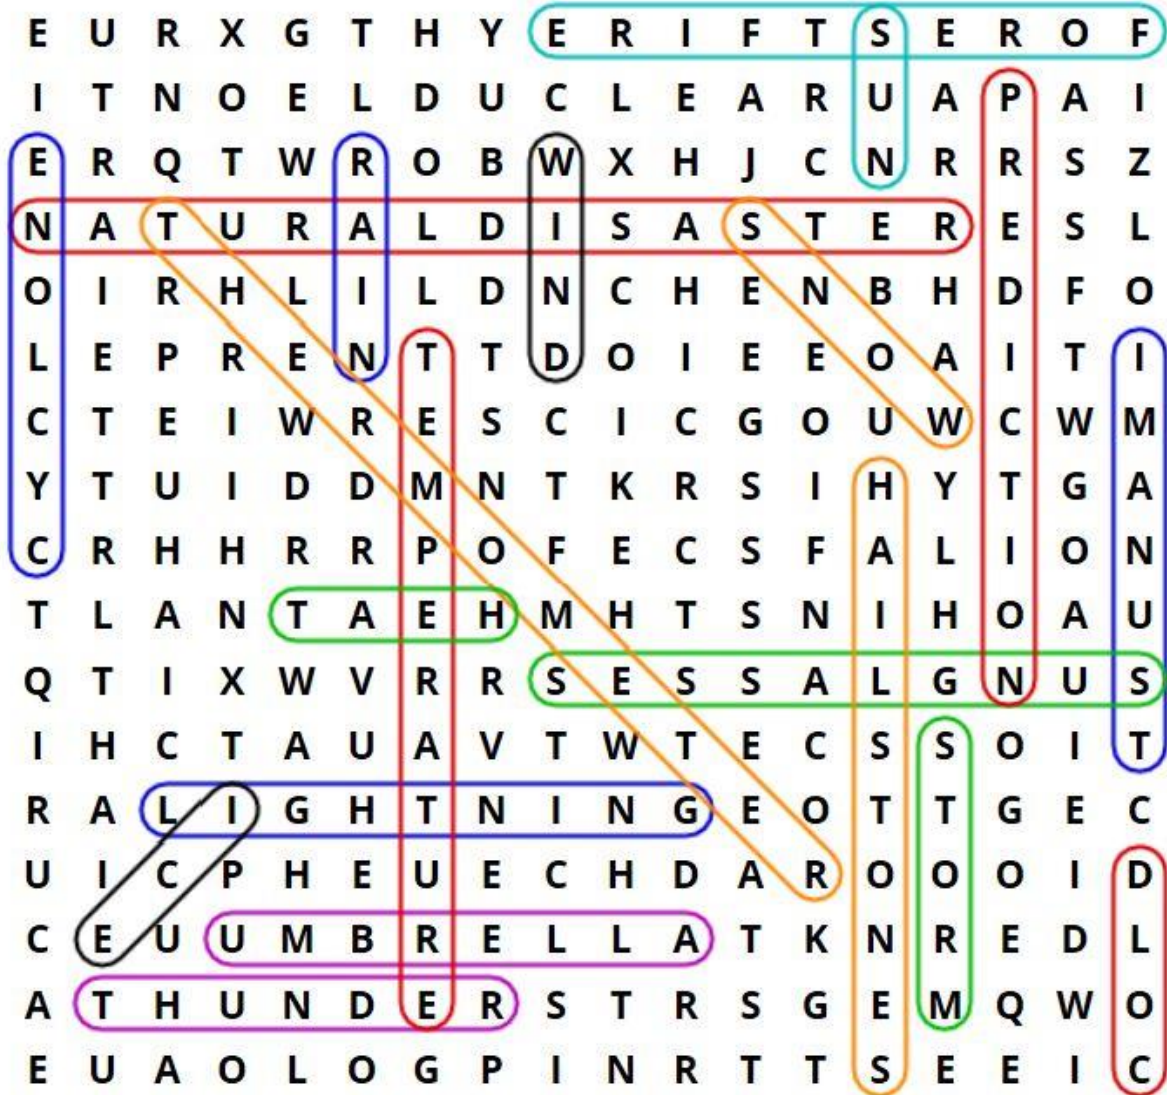 E U R X G T H Y E R I F T S E R O F
I T N O E L D U C L E A R U A P A I
E R Q T W R O B W X H J C N R R S Z
N A T U R A L D I S A S T E R E S L
O I R H L I L D N C H E N B H D F O
L E P R E N T T D O I E E O A I T I
C T E I W R E S C I C G O U W C W M
Y T U I D D M N T K R S I H Y T G A
C R H H R R P O F E C S F A L I O N
T L A N T A E H M H T S N I H O A U
Q T I X W V R R S E S S A L G N U S
I H C T A U A V T W T E C S S O I T
R A L I G H T N I N G E O T T G E C
U I C P H E U E C H D A R O O O I D
C E U U M B R E L L A T K N R E D L
A T H U N D E R S T R S G E M Q W O
E U A O L O G P I N R T T S E E I C